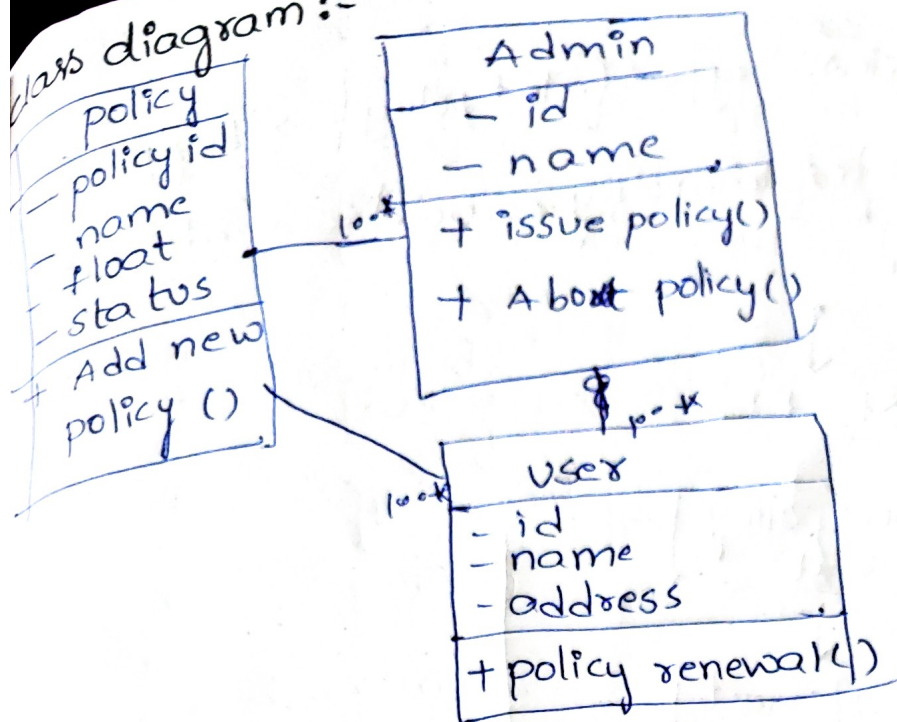 class diagram :-
policy
- policy id
- name
- float
- status
+ Add new
policy ()
1..*
Admin
- id
- name
+ issue policy()
+ Abort policy()
1..*
1..*
user
- id
- name
- address
+ policy renewal()